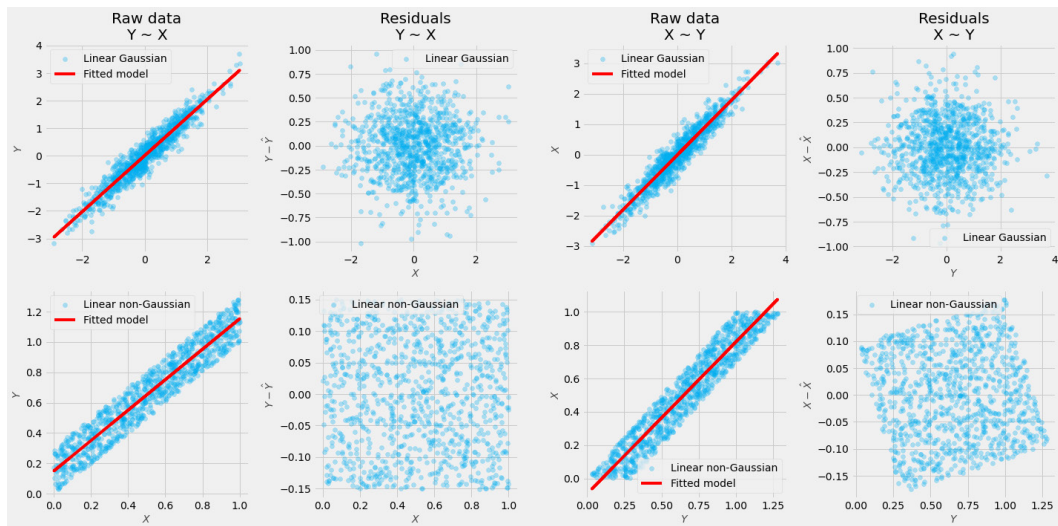 Raw data
Y ~ X
Residuals
Y ~ X
Raw data
X ~ Y
Residuals
X ~ Y
Linear Gaussian
Fitted model
4
3
2
1
0
−1
−2
−3
Y
−2
0
2
Linear Gaussian
1.00
0.75
0.50
0.25
0.00
−0.25
−0.50
−0.75
−1.00
Y − Ŷ
−2
0
2
X
Linear Gaussian
Fitted model
3
2
1
0
−1
−2
−3
X
−2
0
2
4
1.00
0.75
0.50
0.25
0.00
−0.25
−0.50
−0.75
−1.00
X − X̂
Linear Gaussian
−2
0
2
4
Y
Linear non-Gaussian
Fitted model
1.2
1.0
0.8
0.6
0.4
0.2
0.0
Y
0.0
0.2
0.4
0.6
0.8
1.0
X
Linear non-Gaussian
0.15
0.10
0.05
0.00
−0.05
−0.10
−0.15
Y − Ŷ
0.0
0.2
0.4
0.6
0.8
1.0
X
1.0
0.8
0.6
0.4
0.2
0.0
X
Linear non-Gaussian
Fitted model
0.00
0.25
0.50
0.75
1.00
1.25
Y
Linear non-Gaussian
0.15
0.10
0.05
0.00
−0.05
−0.10
−0.15
X − X̂
0.00
0.25
0.50
0.75
1.00
1.25
Y